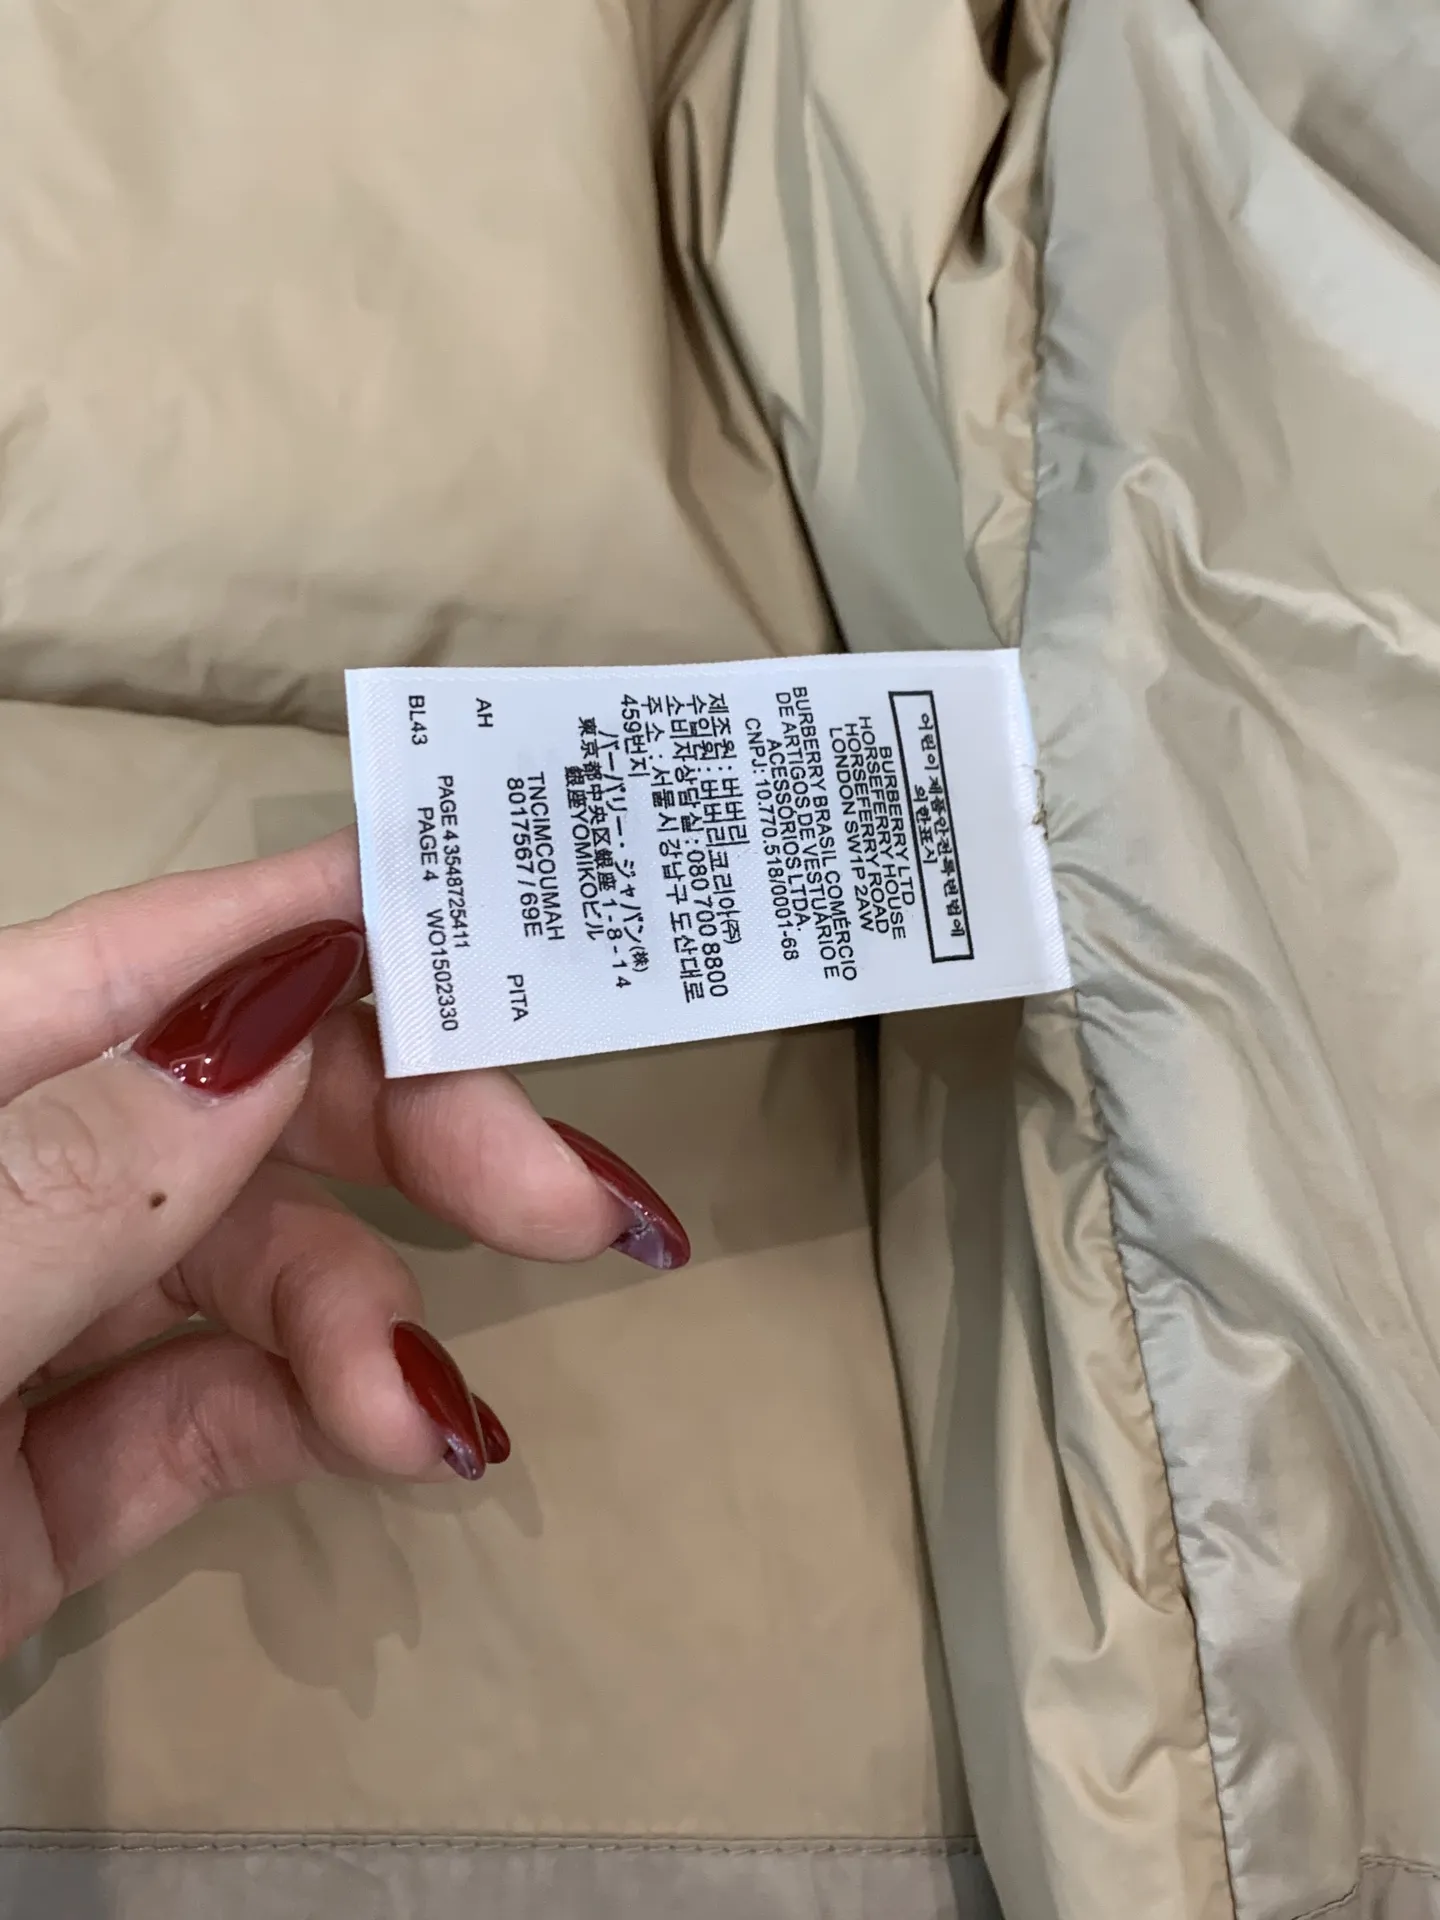 어린이제품안전특별법에
의한표시
BURBERRY LTD
HORSEFERRY HOUSE
HORSEFERRY ROAD
LONDON SW1P 2AW
BURBERRY BRASIL COMÉRCIO
DE ARTIGOS DE VESTUÁRIO E
ACESSÓRIOS LTDA.
CNPJ: 10.770.518/0001-68
제조원 : 버버리
수입원 : 버버리코리아(주)
소비자상담실 : 080 700 8800
주 소 : 서울시 강남구 도산대로
459번지
バーバリー・ジャパン(株)
東京都中央区銀座 1-8-14
銀座YOMIKOビル
TNCIMCOUMAH
8017567 / 69E PITA
AH
PAGE 4 3548725411
PAGE 4 WO1502330
BL43